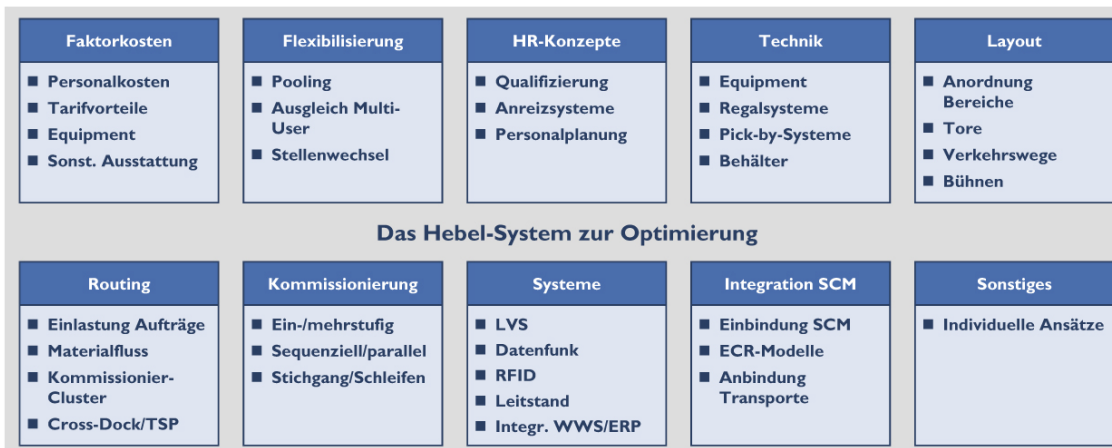 Faktorkosten
■ Personalkosten
■ Tarifvorteile
■ Equipment
■ Sonst. Ausstattung
Flexibilisierung
■ Pooling
■ Ausgleich Multi-
User
■ Stellenwechsel
HR-Konzepte
■ Qualifizierung
■ Anreizsysteme
■ Personalplanung
Technik
■ Equipment
■ Regalsysteme
■ Pick-by-Systeme
■ Behälter
Layout
■ Anordnung
Bereiche
■ Tore
■ Verkehrswege
■ Bühnen
Das Hebel-System zur Optimierung
Routing
■ Einlastung Aufträge
■ Materialfluss
■ Kommissionier-
Cluster
■ Cross-Dock/TSP
Kommissionierung
■ Ein-/mehrstufig
■ Sequenziell/parallel
■ Stichgang/Schleifen
Systeme
■ LVS
■ Datenfunk
■ RFID
■ Leitstand
■ Integr. WWS/ERP
Integration SCM
■ Einbindung SCM
■ ECR-Modelle
■ Anbindung
Transporte
Sonstiges
■ Individuelle Ansätze